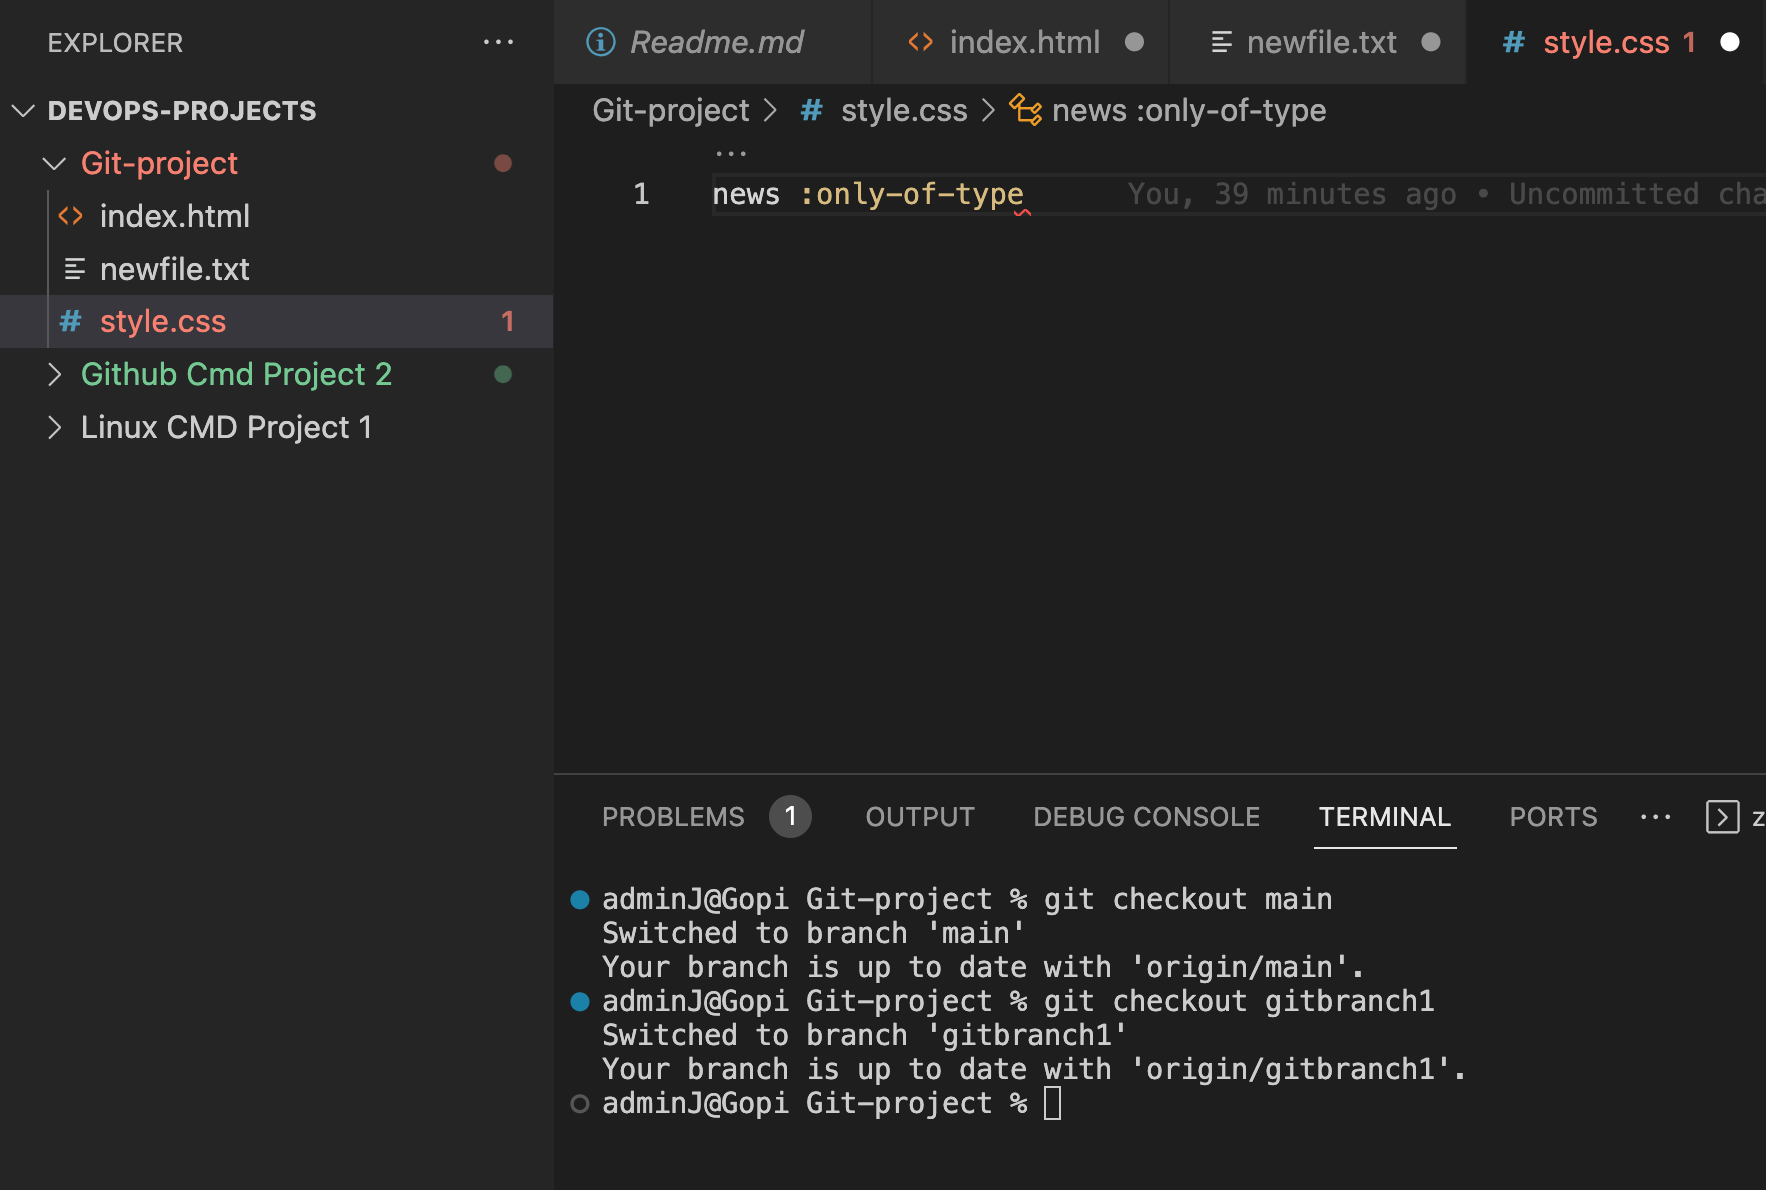 EXPLORER ···
DEVOPS-PROJECTS
Git-project
index.html
newfile.txt
# style.css 1
Github Cmd Project 2
Linux CMD Project 1
Readme.md index.html newfile.txt # style.css 1
Git-project > # style.css > news :only-of-type
···
1 news :only-of-type You, 39 minutes ago • Uncommitted cha
PROBLEMS 1 OUTPUT DEBUG CONSOLE TERMINAL PORTS ··· z
adminJ@Gopi Git-project % git checkout main
Switched to branch 'main'
Your branch is up to date with 'origin/main'.
adminJ@Gopi Git-project % git checkout gitbranch1
Switched to branch 'gitbranch1'
Your branch is up to date with 'origin/gitbranch1'.
adminJ@Gopi Git-project %